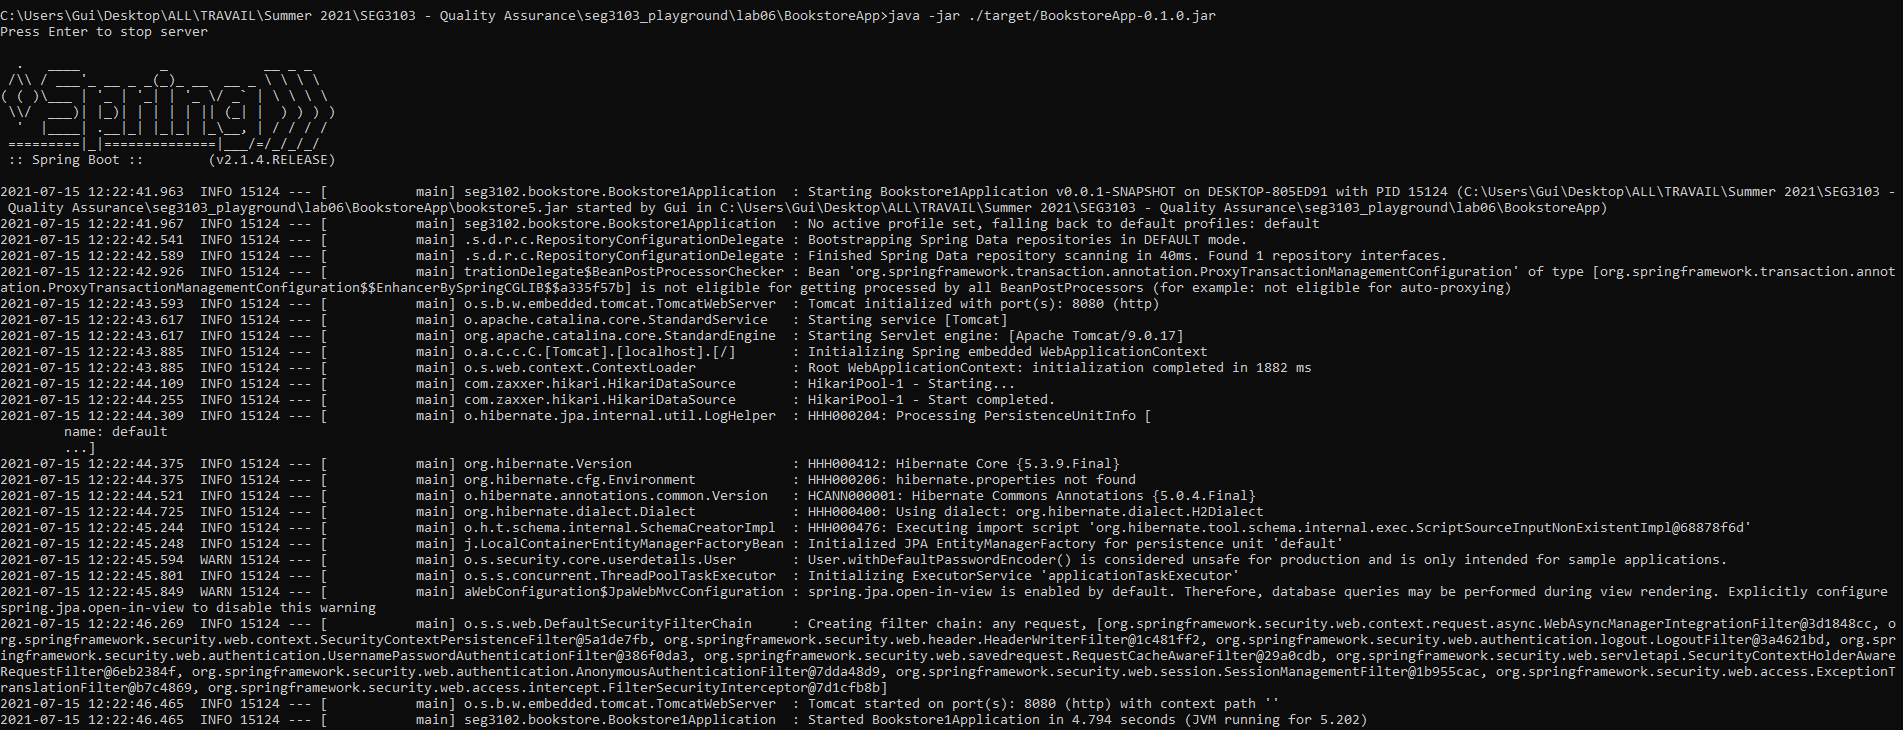 C:\Users\Gui\Desktop\ALL\TRAVAIL\Summer 2021\SEG3103 - Quality Assurance\seg3103_playground\lab06\BookstoreApp>java -jar ./target/BookstoreApp-0.1.0.jar
Press Enter to stop server

  .   ____          _            __ _ _
 /\\ / ___'_ __ _ _(_)_ __  __ _ \ \ \ \
( ( )\___ | '_ | '_| | '_ \/ _` | \ \ \ \
 \\/  ___)| |_)| | | | | || (_| |  ) ) ) )
  '  |____| .__|_| |_|_| |_\__, | / / / /
 =========|_|==============|___/=/_/_/_/
 :: Spring Boot ::        (v2.1.4.RELEASE)

2021-07-15 12:22:41.963  INFO 15124 --- [           main] seg3102.bookstore.Bookstore1Application  : Starting Bookstore1Application v0.0.1-SNAPSHOT on DESKTOP-805ED91 with PID 15124 (C:\Users\Gui\Desktop\ALL\TRAVAIL\Summer 2021\SEG3103 -
 Quality Assurance\seg3103_playground\lab06\BookstoreApp\bookstore5.jar started by Gui in C:\Users\Gui\Desktop\ALL\TRAVAIL\Summer 2021\SEG3103 - Quality Assurance\seg3103_playground\lab06\BookstoreApp)
2021-07-15 12:22:41.967  INFO 15124 --- [           main] seg3102.bookstore.Bookstore1Application  : No active profile set, falling back to default profiles: default
2021-07-15 12:22:42.541  INFO 15124 --- [           main] .s.d.r.c.RepositoryConfigurationDelegate : Bootstrapping Spring Data repositories in DEFAULT mode.
2021-07-15 12:22:42.589  INFO 15124 --- [           main] .s.d.r.c.RepositoryConfigurationDelegate : Finished Spring Data repository scanning in 40ms. Found 1 repository interfaces.
2021-07-15 12:22:42.926  INFO 15124 --- [           main] trationDelegate$BeanPostProcessorChecker : Bean 'org.springframework.transaction.annotation.ProxyTransactionManagementConfiguration' of type [org.springframework.transaction.annot
ation.ProxyTransactionManagementConfiguration$$EnhancerBySpringCGLIB$$a335f57b] is not eligible for getting processed by all BeanPostProcessors (for example: not eligible for auto-proxying)
2021-07-15 12:22:43.593  INFO 15124 --- [           main] o.s.b.w.embedded.tomcat.TomcatWebServer  : Tomcat initialized with port(s): 8080 (http)
2021-07-15 12:22:43.617  INFO 15124 --- [           main] o.apache.catalina.core.StandardService   : Starting service [Tomcat]
2021-07-15 12:22:43.617  INFO 15124 --- [           main] org.apache.catalina.core.StandardEngine  : Starting Servlet engine: [Apache Tomcat/9.0.17]
2021-07-15 12:22:43.885  INFO 15124 --- [           main] o.a.c.c.C.[Tomcat].[localhost].[/]       : Initializing Spring embedded WebApplicationContext
2021-07-15 12:22:43.885  INFO 15124 --- [           main] o.s.web.context.ContextLoader            : Root WebApplicationContext: initialization completed in 1882 ms
2021-07-15 12:22:44.109  INFO 15124 --- [           main] com.zaxxer.hikari.HikariDataSource       : HikariPool-1 - Starting...
2021-07-15 12:22:44.255  INFO 15124 --- [           main] com.zaxxer.hikari.HikariDataSource       : HikariPool-1 - Start completed.
2021-07-15 12:22:44.309  INFO 15124 --- [           main] o.hibernate.jpa.internal.util.LogHelper  : HHH000204: Processing PersistenceUnitInfo [
        name: default
        ...]
2021-07-15 12:22:44.375  INFO 15124 --- [           main] org.hibernate.Version                    : HHH000412: Hibernate Core {5.3.9.Final}
2021-07-15 12:22:44.375  INFO 15124 --- [           main] org.hibernate.cfg.Environment            : HHH000206: hibernate.properties not found
2021-07-15 12:22:44.521  INFO 15124 --- [           main] o.hibernate.annotations.common.Version   : HCANN000001: Hibernate Commons Annotations {5.0.4.Final}
2021-07-15 12:22:44.725  INFO 15124 --- [           main] org.hibernate.dialect.Dialect            : HHH000400: Using dialect: org.hibernate.dialect.H2Dialect
2021-07-15 12:22:45.244  INFO 15124 --- [           main] o.h.t.schema.internal.SchemaCreatorImpl  : HHH000476: Executing import script 'org.hibernate.tool.schema.internal.exec.ScriptSourceInputNonExistentImpl@68878f6d'
2021-07-15 12:22:45.248  INFO 15124 --- [           main] j.LocalContainerEntityManagerFactoryBean : Initialized JPA EntityManagerFactory for persistence unit 'default'
2021-07-15 12:22:45.594  WARN 15124 --- [           main] o.s.security.core.userdetails.User       : User.withDefaultPasswordEncoder() is considered unsafe for production and is only intended for sample applications.
2021-07-15 12:22:45.801  INFO 15124 --- [           main] o.s.s.concurrent.ThreadPoolTaskExecutor  : Initializing ExecutorService 'applicationTaskExecutor'
2021-07-15 12:22:45.849  WARN 15124 --- [           main] aWebConfiguration$JpaWebMvcConfiguration : spring.jpa.open-in-view is enabled by default. Therefore, database queries may be performed during view rendering. Explicitly configure
spring.jpa.open-in-view to disable this warning
2021-07-15 12:22:46.269  INFO 15124 --- [           main] o.s.s.web.DefaultSecurityFilterChain     : Creating filter chain: any request, [org.springframework.security.web.context.request.async.WebAsyncManagerIntegrationFilter@3d1848cc, o
rg.springframework.security.web.context.SecurityContextPersistenceFilter@5a1de7fb, org.springframework.security.web.header.HeaderWriterFilter@1c481ff2, org.springframework.security.web.authentication.logout.LogoutFilter@3a4621bd, org.spr
ingframework.security.web.authentication.UsernamePasswordAuthenticationFilter@386f0da3, org.springframework.security.web.savedrequest.RequestCacheAwareFilter@29a0cdb, org.springframework.security.web.servletapi.SecurityContextHolderAware
RequestFilter@6eb2384f, org.springframework.security.web.authentication.AnonymousAuthenticationFilter@7dda48d9, org.springframework.security.web.session.SessionManagementFilter@1b955cac, org.springframework.security.web.access.ExceptionT
ranslationFilter@b7c4869, org.springframework.security.web.access.intercept.FilterSecurityInterceptor@7d1cfb8b]
2021-07-15 12:22:46.465  INFO 15124 --- [           main] o.s.b.w.embedded.tomcat.TomcatWebServer  : Tomcat started on port(s): 8080 (http) with context path ''
2021-07-15 12:22:46.465  INFO 15124 --- [           main] seg3102.bookstore.Bookstore1Application  : Started Bookstore1Application in 4.794 seconds (JVM running for 5.202)